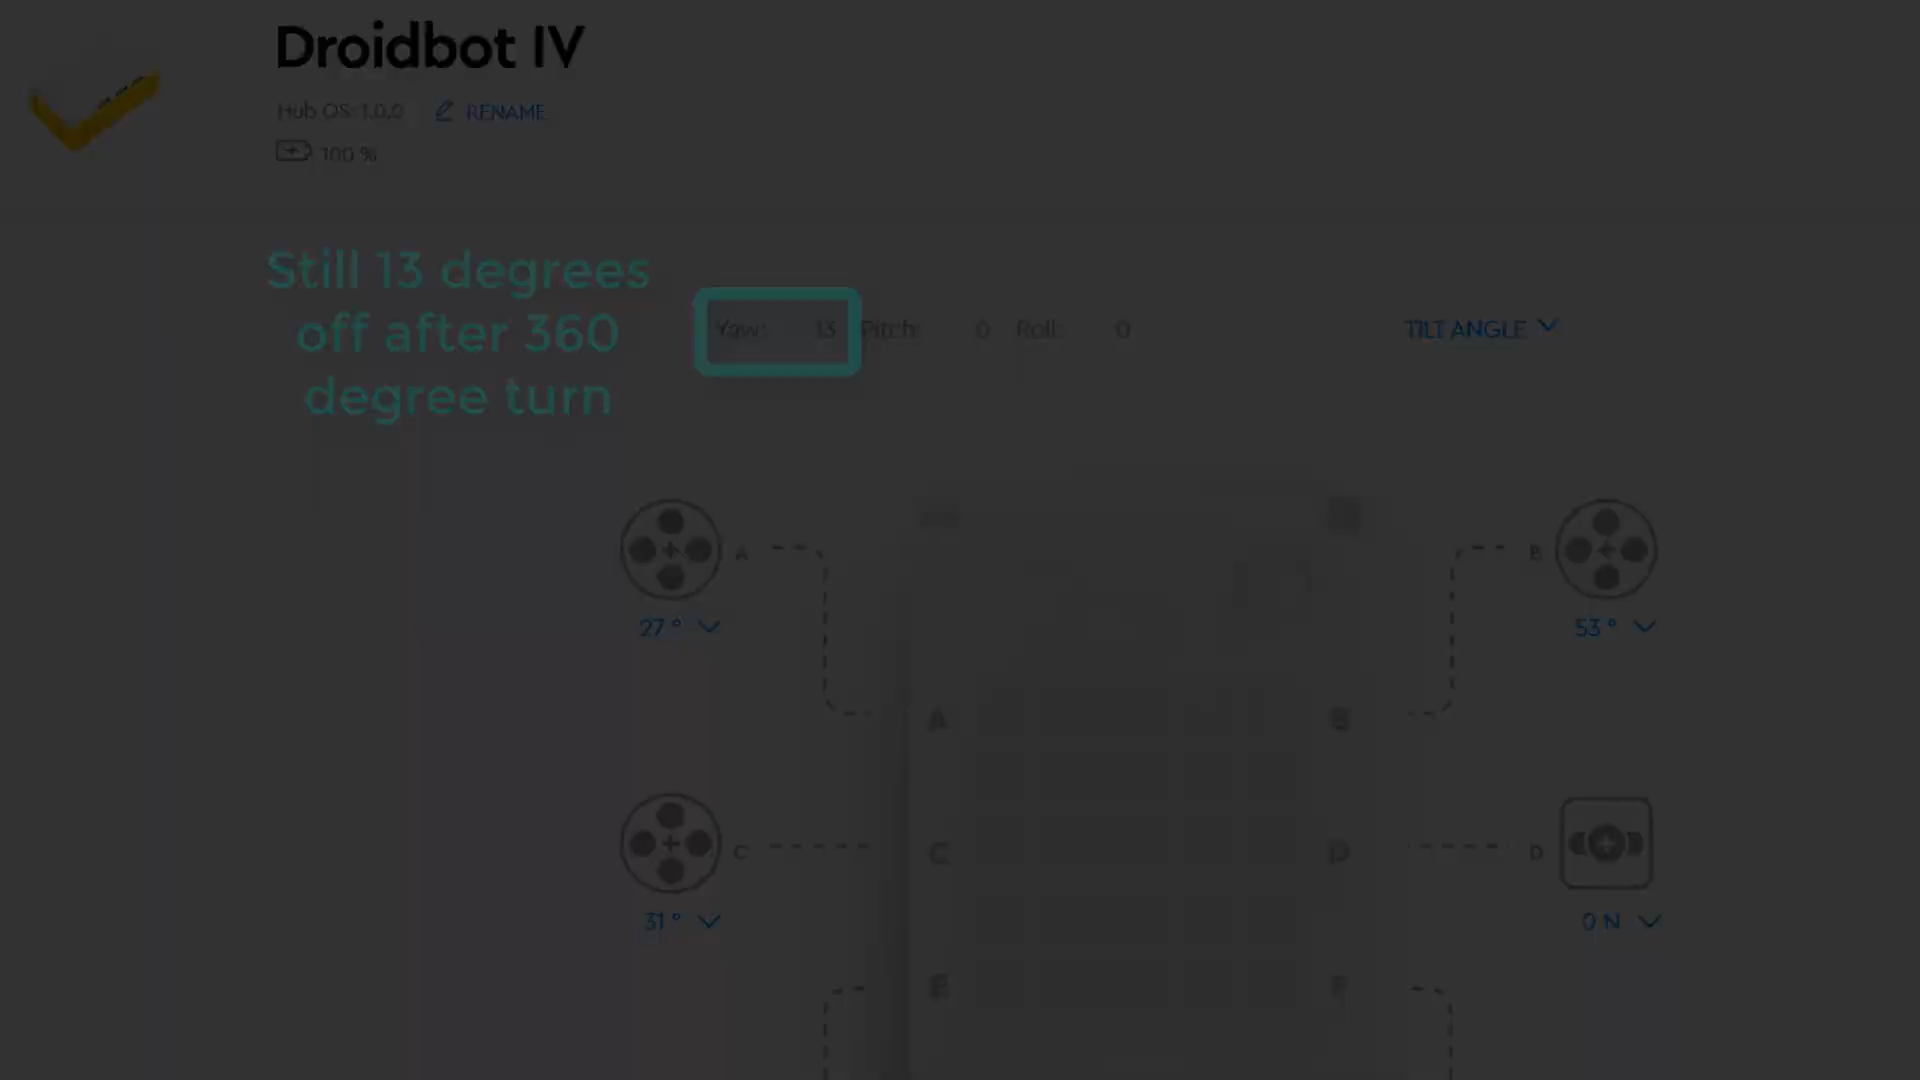 Droidbot IV
Hub OS: 1.0.0 RENAME
100 %
Still 13 degrees
off after 360
degree turn
Yaw: 13 Pitch: 0 Roll: 0
TILT ANGLE
A
B
27 °
53 °
A
B
C
C
D
D
31 °
0 N
E
F